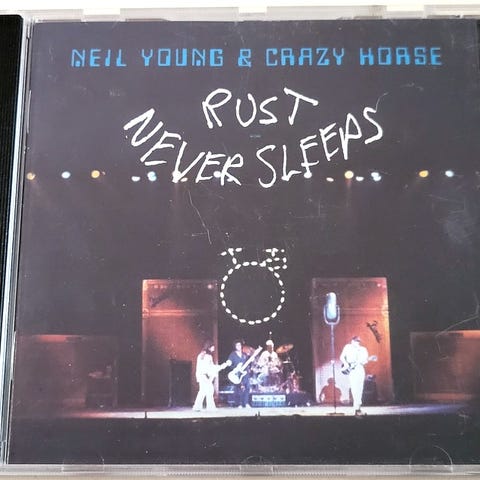 NEIL YOUNG & CRAZY HORSE
RUST
NEVER SLEEPS